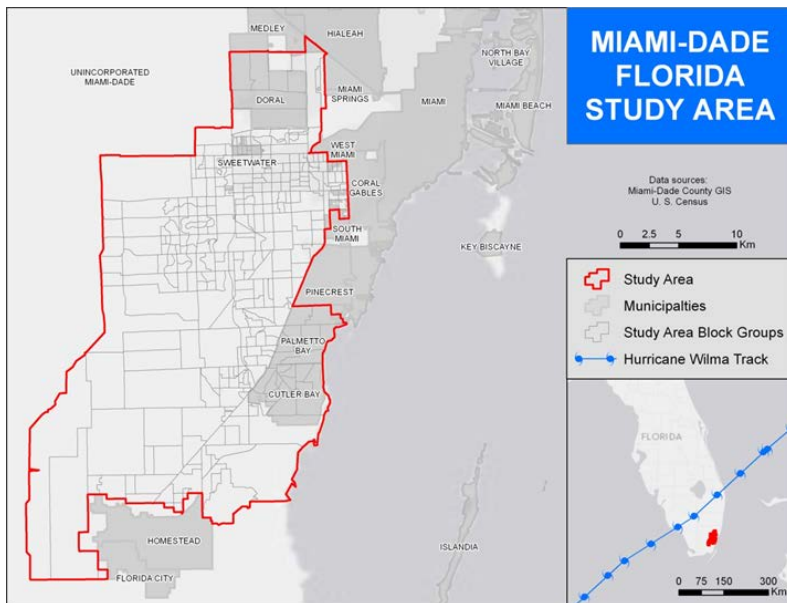 MEDLEY
HIALEAH
NORTH BAY
VILLAGE
UNINCORPORATED
MIAMI-DADE
DORAL
MIAMI
SPRINGS
MIAMI
MIAMI BEACH
WEST
MIAMI
SWEETWATER
CORAL
GABLES
SOUTH
MIAMI
KEY BISCAYNE
PINECREST
PALMETTO
BAY
CUTLER BAY
HOMESTEAD
FLORIDA CITY
ISLANDIA
MIAMI-DADE
FLORIDA
STUDY AREA
Data sources:
Miami-Dade County GIS
U. S. Census
0 2.5 5 10
Km
Study Area
Municipalties
Study Area Block Groups
Hurricane Wilma Track
FLORIDA
0 75 150 300
Km